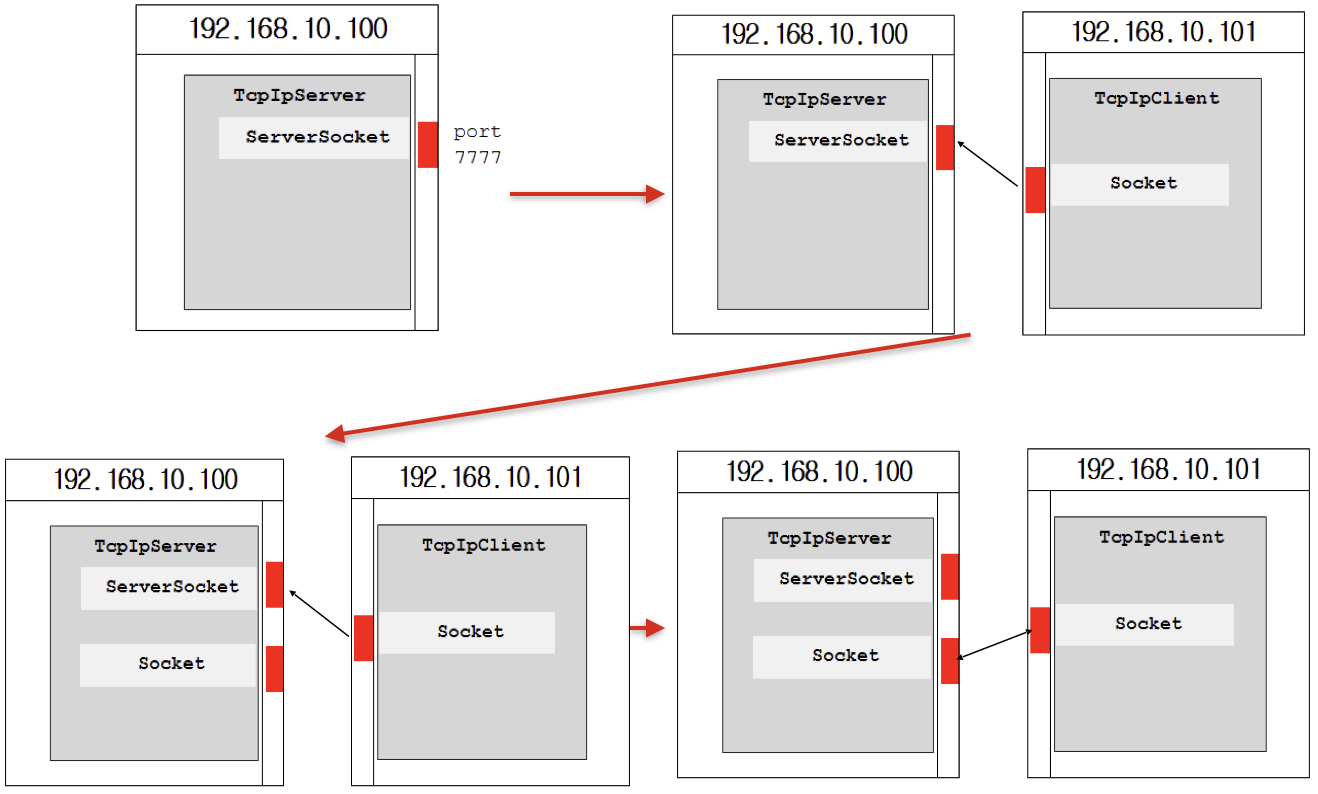 192.168.10.100
TcpIpServer
ServerSocket
port
7777
192.168.10.100
TcpIpServer
ServerSocket
192.168.10.101
TcpIpClient
Socket
192.168.10.100
TcpIpServer
ServerSocket
Socket
192.168.10.101
TcpIpClient
Socket
192.168.10.100
TcpIpServer
ServerSocket
Socket
192.168.10.101
TcpIpClient
Socket